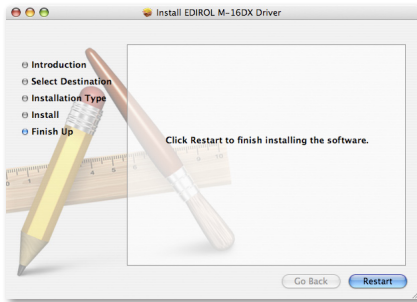 Install EDIROL M-16DX Driver
Introduction
Select Destination
Installation Type
Install
Finish Up
Click Restart to finish installing the software.
Go Back
Restart